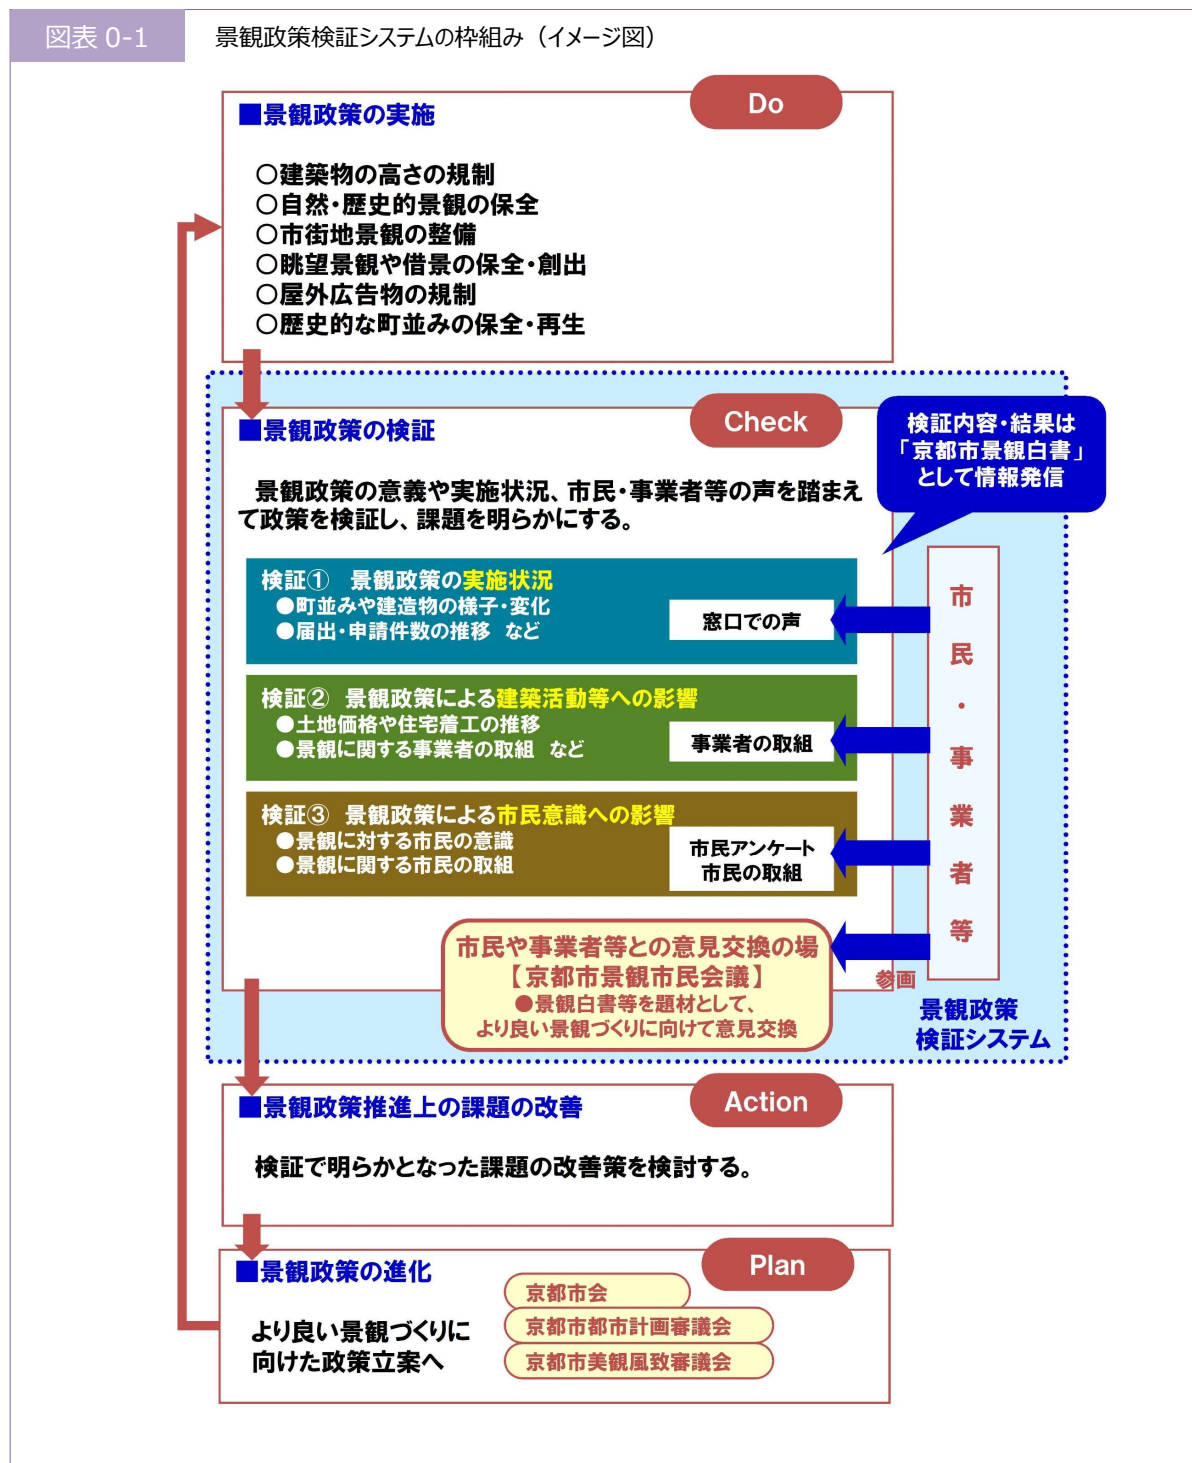 図表 0-1
景観政策検証システムの枠組み（イメージ図）
Do
■景観政策の実施
○建築物の高さの規制
○自然・歴史的景観の保全
○市街地景観の整備
○眺望景観や借景の保全・創出
○屋外広告物の規制
○歴史的な町並みの保全・再生
Check
■景観政策の検証
検証内容・結果は
「京都市景観白書」
として情報発信
景観政策の意義や実施状況、市民・事業者等の声を踏まえ
て政策を検証し、課題を明らかにする。
検証① 景観政策の実施状況
●町並みや建造物の様子・変化
●届出・申請件数の推移 など
窓口での声
検証② 景観政策による建築活動等への影響
●土地価格や住宅着工の推移
●景観に関する事業者の取組 など
事業者の取組
検証③ 景観政策による市民意識への影響
●景観に対する市民の意識
●景観に関する市民の取組
市民アンケート
市民の取組
市民・事業者等
市民や事業者等との意見交換の場
【京都市景観市民会議】
●景観白書等を題材として、
より良い景観づくりに向けて意見交換
参画
景観政策
検証システム
Action
■景観政策推進上の課題の改善
検証で明らかとなった課題の改善策を検討する。
Plan
■景観政策の進化
より良い景観づくりに
向けた政策立案へ
京都市会
京都市都市計画審議会
京都市美観風致審議会